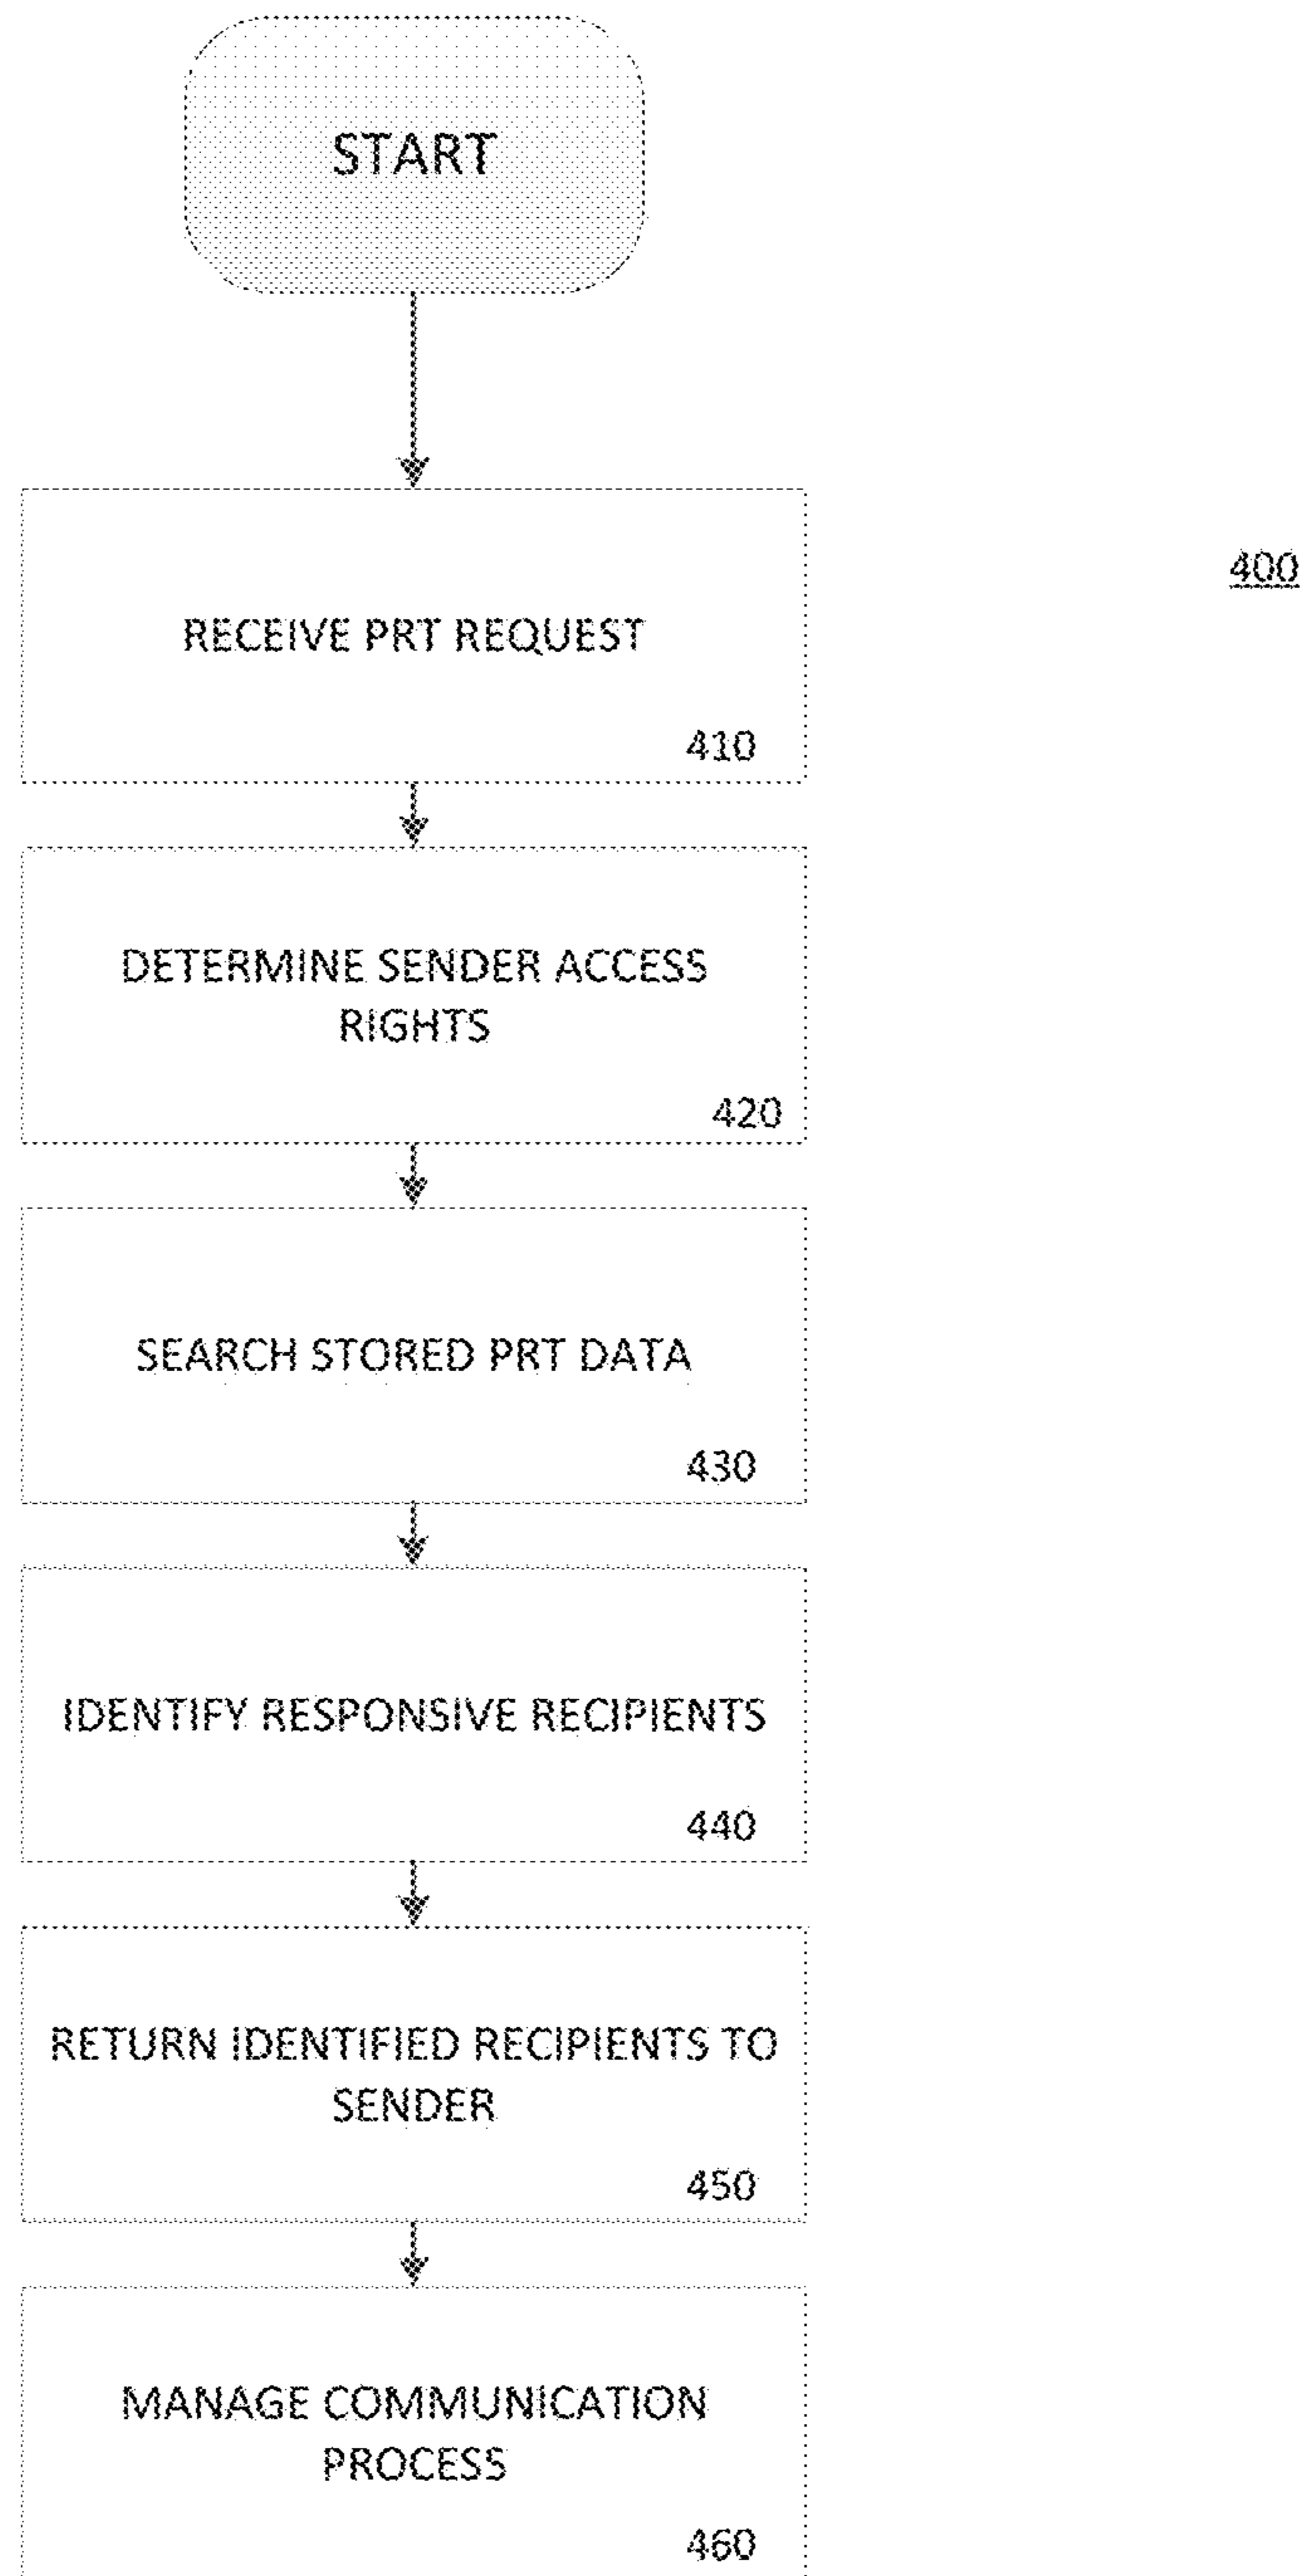 START
RECEIVE PRT REQUEST
410
400
DETERMINE SENDER ACCESS
RIGHTS
420
SEARCH STORED PRT DATA
430
IDENTIFY RESPONSIVE RECIPIENTS
440
RETURN IDENTIFIED RECIPIENTS TO
SENDER
450
MANAGE COMMUNICATION
PROCESS
460